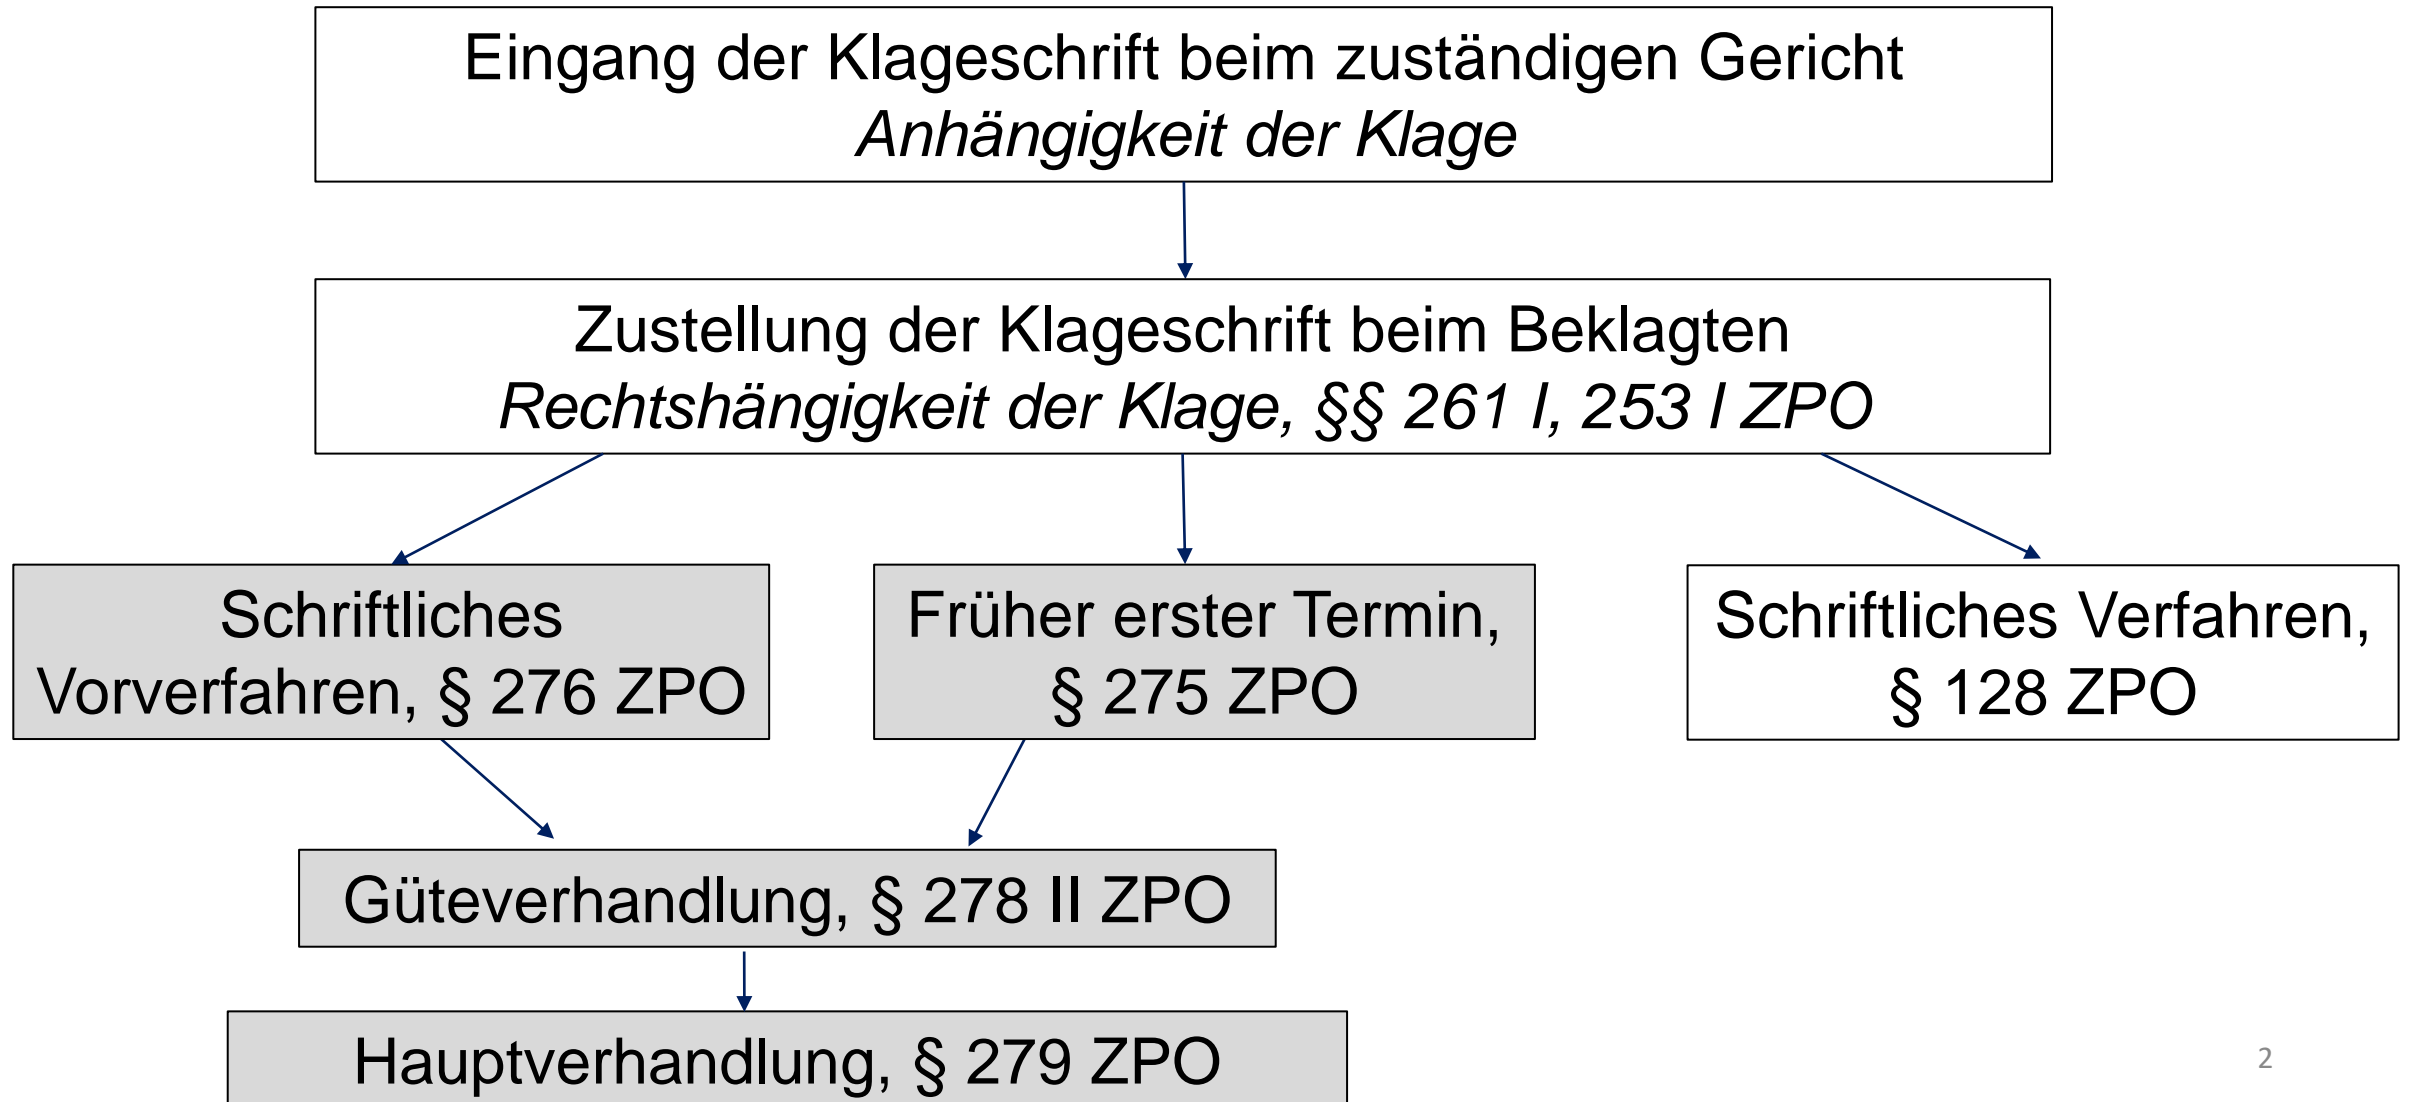 Eingang der Klageschrift beim zuständigen Gericht
Anhängigkeit der Klage
Zustellung der Klageschrift beim Beklagten
Rechtshängigkeit der Klage, §§ 261 I, 253 I ZPO
Schriftliches
Vorverfahren, § 276 ZPO
Früher erster Termin,
§ 275 ZPO
Schriftliches Verfahren,
§ 128 ZPO
Güteverhandlung, § 278 II ZPO
Hauptverhandlung, § 279 ZPO
2